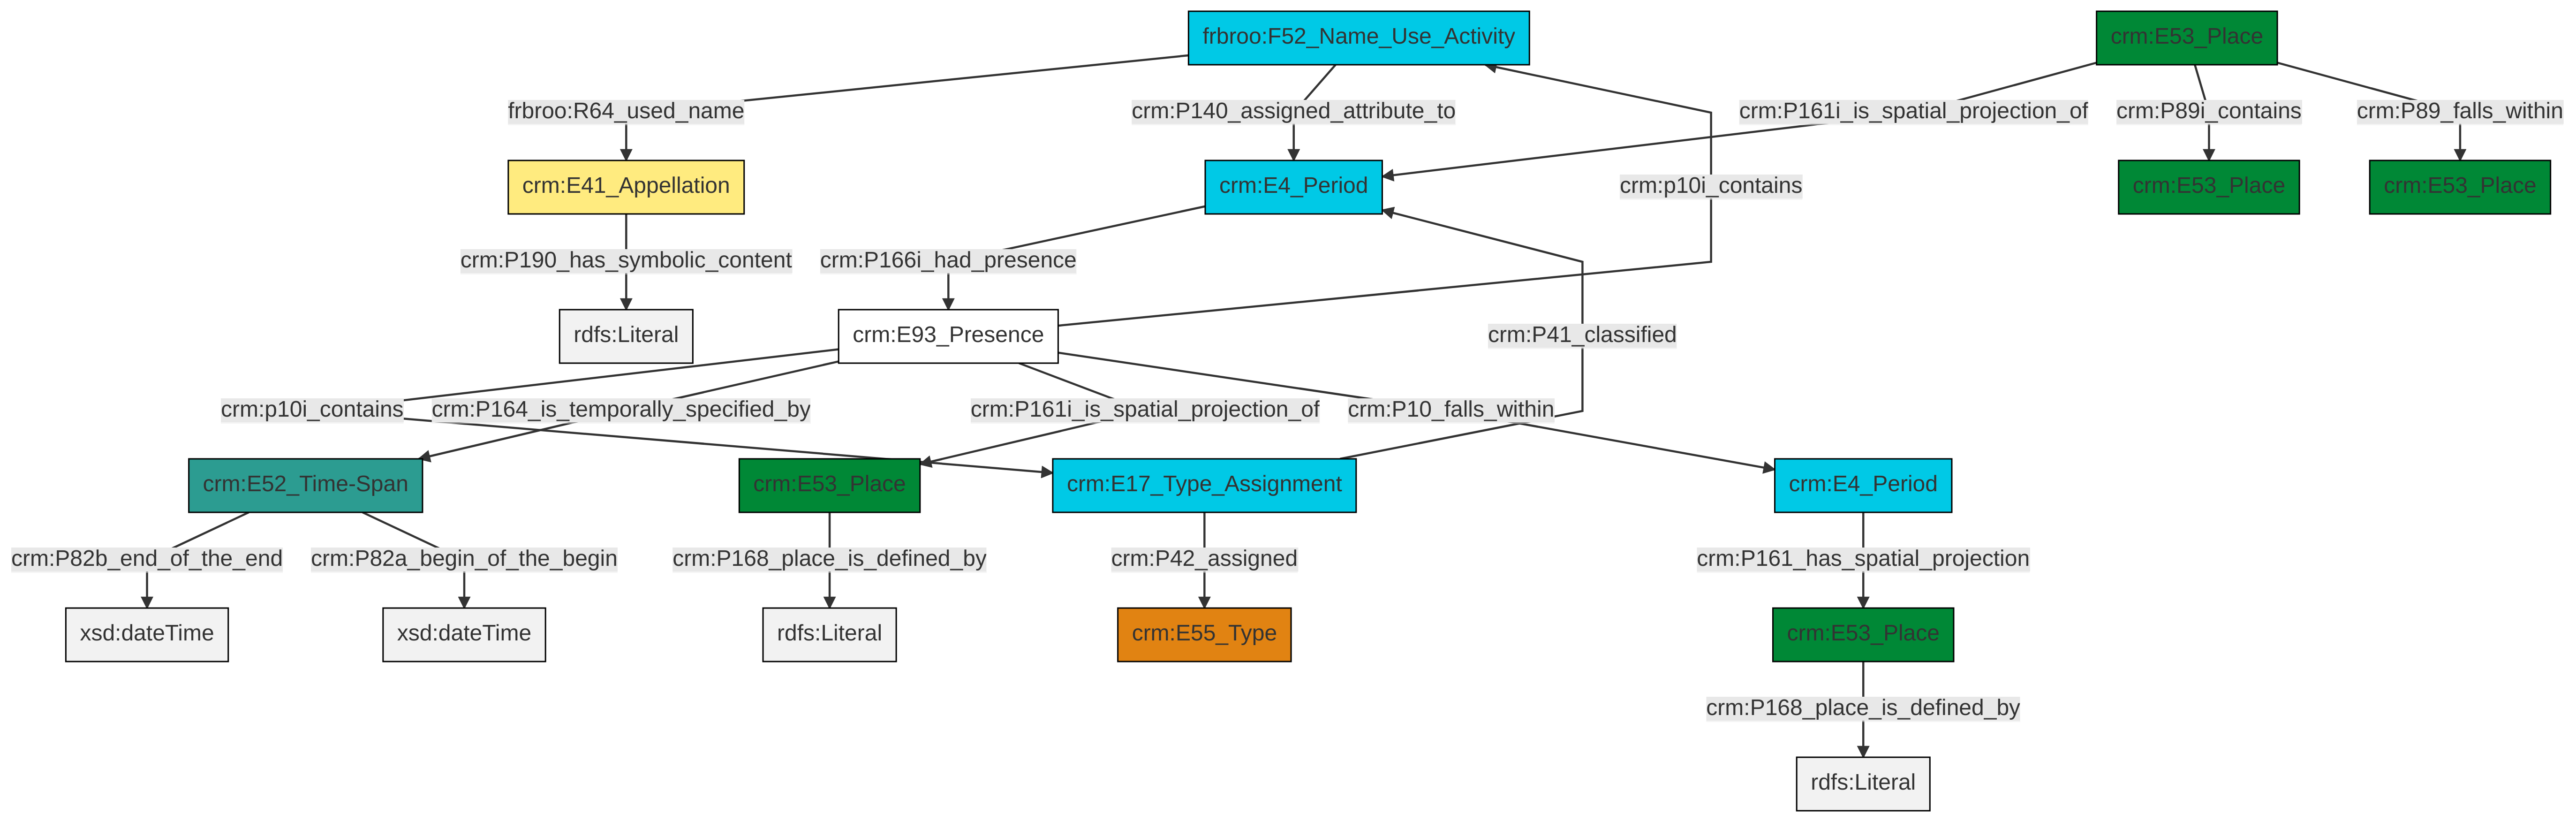 frbroo:F52_Name_Use_Activity
crm:E53_Place
frbroo:R64_used_name
crm:P140_assigned_attribute_to
crm:P161i_is_spatial_projection_of
crm:P89i_contains
crm:P89_falls_within
crm:E41_Appellation
crm:E4_Period
crm:p10i_contains
crm:E53_Place
crm:E53_Place
crm:P190_has_symbolic_content
crm:P166i_had_presence
rdfs:Literal
crm:E93_Presence
crm:P41_classified
crm:p10i_contains
crm:P164_is_temporally_specified_by
crm:P161i_is_spatial_projection_of
crm:P10_falls_within
crm:E52_Time-Span
crm:E53_Place
crm:E17_Type_Assignment
crm:E4_Period
crm:P82b_end_of_the_end
crm:P82a_begin_of_the_begin
crm:P168_place_is_defined_by
crm:P42_assigned
crm:P161_has_spatial_projection
xsd:dateTime
xsd:dateTime
rdfs:Literal
crm:E55_Type
crm:E53_Place
crm:P168_place_is_defined_by
rdfs:Literal